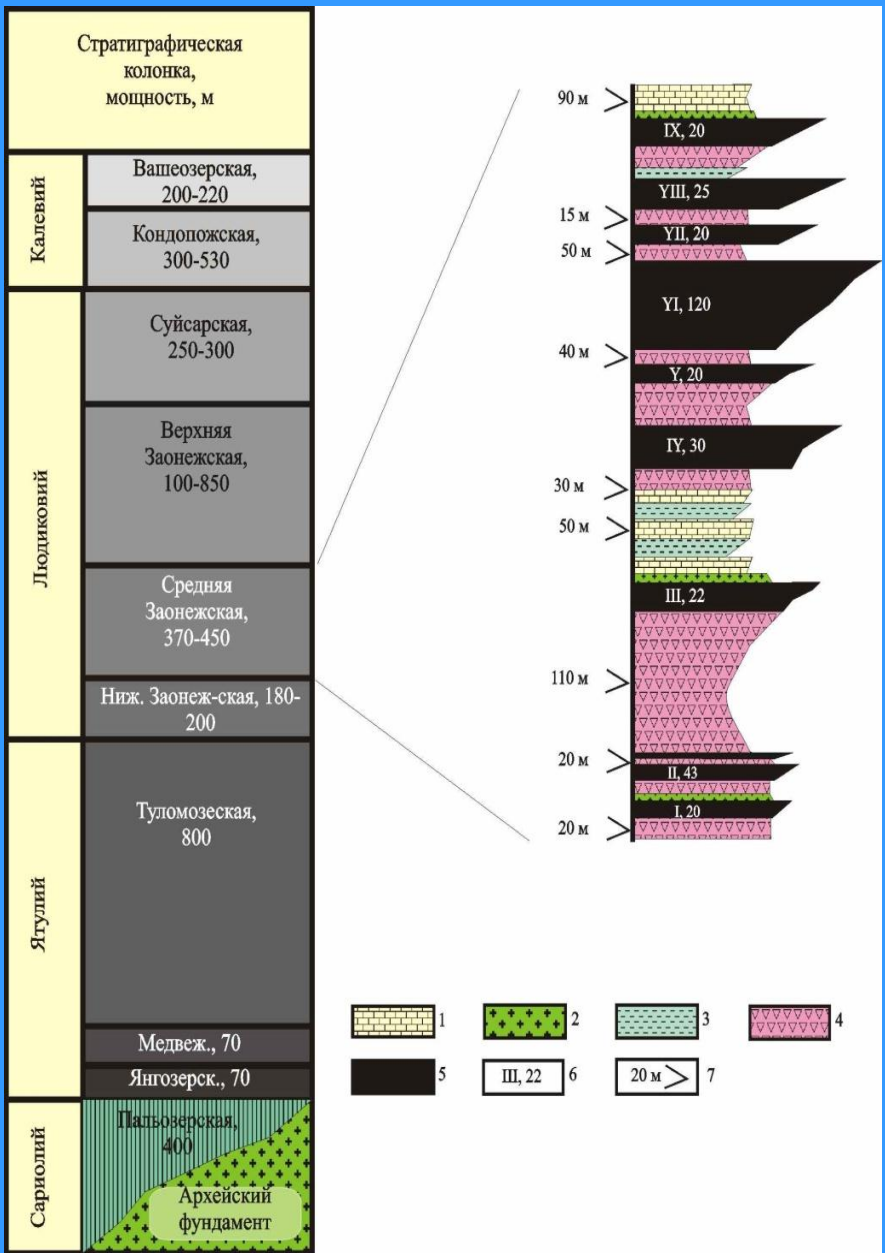 Стратиграфическая
колонка,
мощность, м
Калевий
Вашеозерская,
200-220
Кондопожская,
300-530
Людиковий
Суйсарская,
250-300
Верхняя
Заонежская,
100-850
Средняя
Заонежская,
370-450
Ниж. Заонеж-ская, 180-
200
Ятулий
Туломозеская,
800
Медвеж., 70
Янгозерск., 70
Сариолий
Пальозерская,
400
Архейский
фундамент
90 м
IX, 20
YIII, 25
15 м
YII, 20
50 м
YI, 120
40 м
Y, 20
IY, 30
30 м
50 м
III, 22
110 м
20 м
II, 43
I, 20
20 м
1
2
3
4
5
III, 22 6
20 м 7